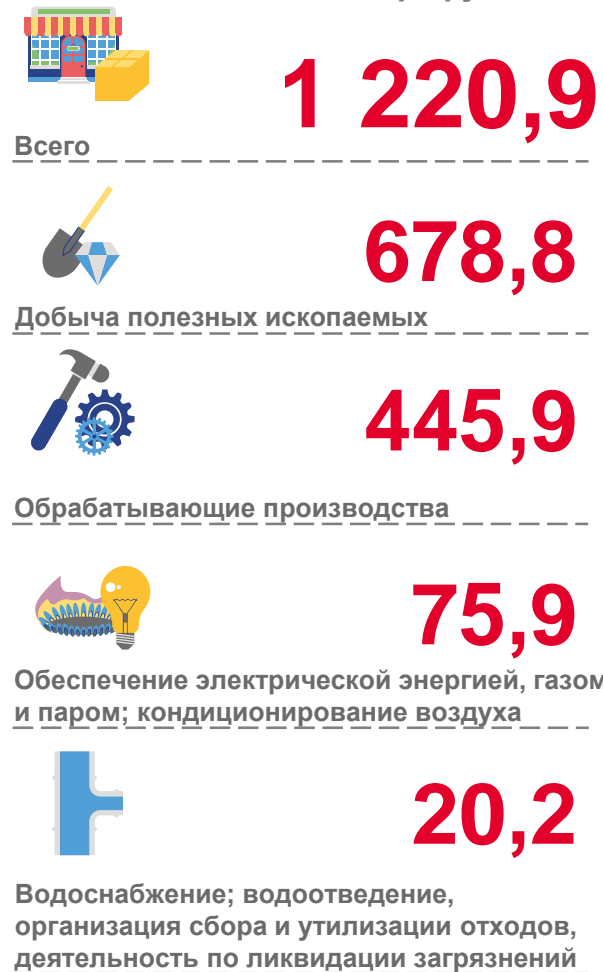 1 220,9
Всего
678,8
Добыча полезных ископаемых
445,9
Обрабатывающие производства
75,9
Обеспечение электрической энергией, газом
и паром; кондиционирование воздуха
20,2
Водоснабжение; водоотведение,
организация сбора и утилизации отходов,
деятельность по ликвидации загрязнений